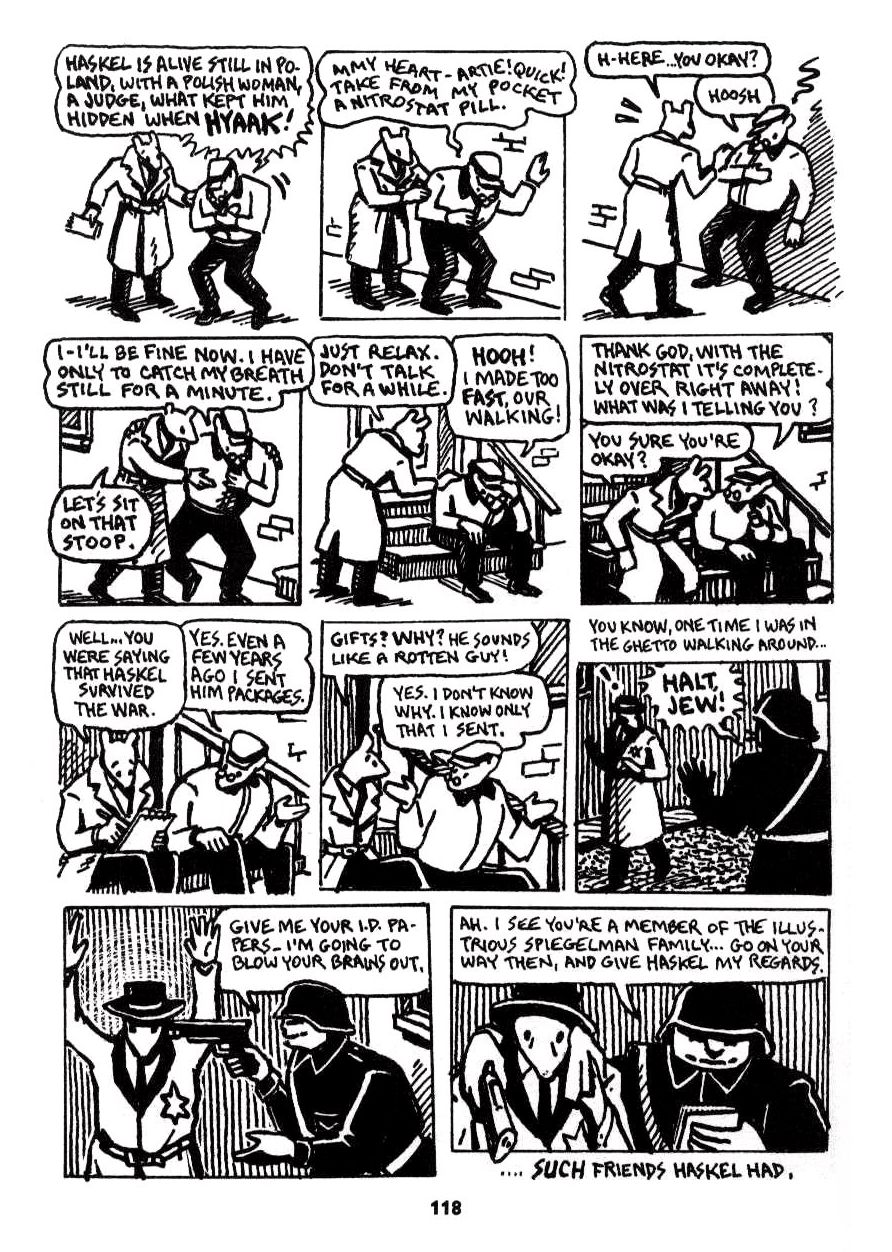 HASKEL IS ALIVE STILL IN PO-
LAND, WITH A POLISH WOMAN,
A JUDGE, WHAT KEPT HIM
HIDDEN WHEN HYAAK!
MMY HEART - ARTIE! QUICK!
TAKE FROM MY POCKET
A NITROSTAT PILL.
H-HERE...YOU OKAY?
HOOSH
I-I'LL BE FINE NOW. I HAVE
ONLY TO CATCH MY BREATH
STILL FOR A MINUTE.
LET'S SIT
ON THAT
STOOP.
JUST RELAX.
DON'T TALK
FOR A WHILE.
HOOH!
I MADE TOO
FAST, OUR
WALKING!
THANK GOD, WITH THE
NITROSTAT IT'S COMPLETE-
LY OVER RIGHT AWAY!
WHAT WAS I TELLING YOU?
YOU SURE YOU'RE
OKAY?
WELL...YOU
WERE SAYING
THAT HASKEL
SURVIVED
THE WAR.
YES. EVEN A
FEW YEARS
AGO I SENT
HIM PACKAGES.
GIFTS? WHY? HE SOUNDS
LIKE A ROTTEN GUY!
YES. I DON'T KNOW
WHY. I KNOW ONLY
THAT I SENT.
YOU KNOW, ONE TIME I WAS IN
THE GHETTO WALKING AROUND...
!!
HALT,
JEW!
GIVE ME YOUR I.D. PA-
PERS - I'M GOING TO
BLOW YOUR BRAINS OUT.
AH. I SEE YOU'RE A MEMBER OF THE ILLUS-
TRIOUS SPIEGELMAN FAMILY... GO ON YOUR
WAY THEN, AND GIVE HASKEL MY REGARDS.
.... SUCH FRIENDS HASKEL HAD.
118